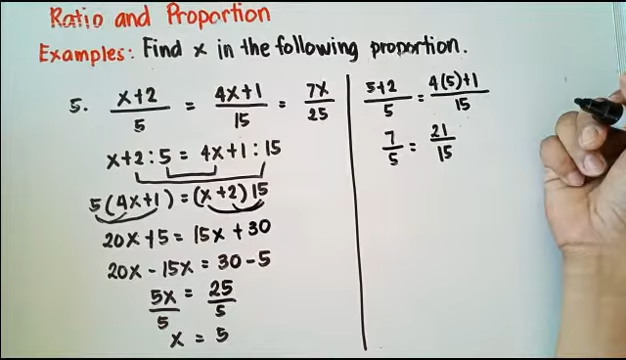 Ratio and Proportion
Examples: Find x in the following proportion.
5. x+2/5 = 4x+1/15 = 7x/25
x+2 : 5 = 4x+1 : 15
5(4x+1) = (x+2)15
20x+5 = 15x+30
20x-15x = 30-5
5x/5 = 25/5
x = 5
5+2/5 = 4(5)+1/15
7/5 = 21/15